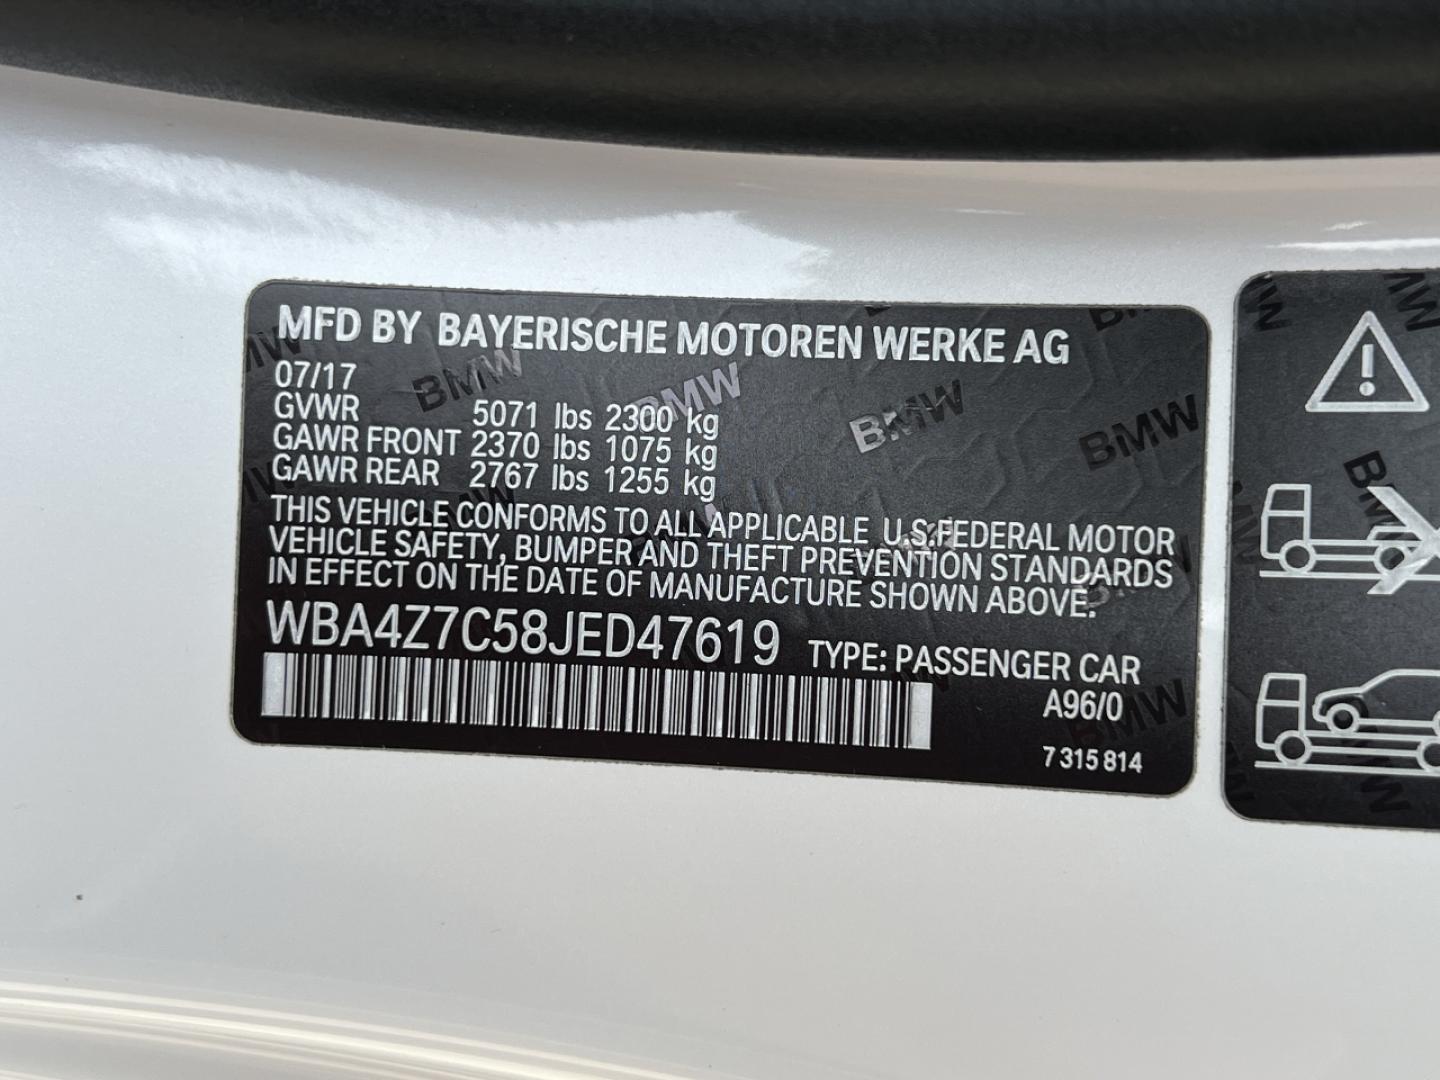 MFD BY BAYERISCHE MOTOREN WERKE AG
07/17
GVWR 5071 lbs 2300 kg
GAWR FRONT 2370 lbs 1075 kg
GAWR REAR 2767 lbs 1255 kg
THIS VEHICLE CONFORMS TO ALL APPLICABLE U.S.FEDERAL MOTOR
VEHICLE SAFETY, BUMPER AND THEFT PREVENTION STANDARDS
IN EFFECT ON THE DATE OF MANUFACTURE SHOWN ABOVE.
WBA4Z7C58JED47619 TYPE: PASSENGER CAR
A96/0
7 315 814